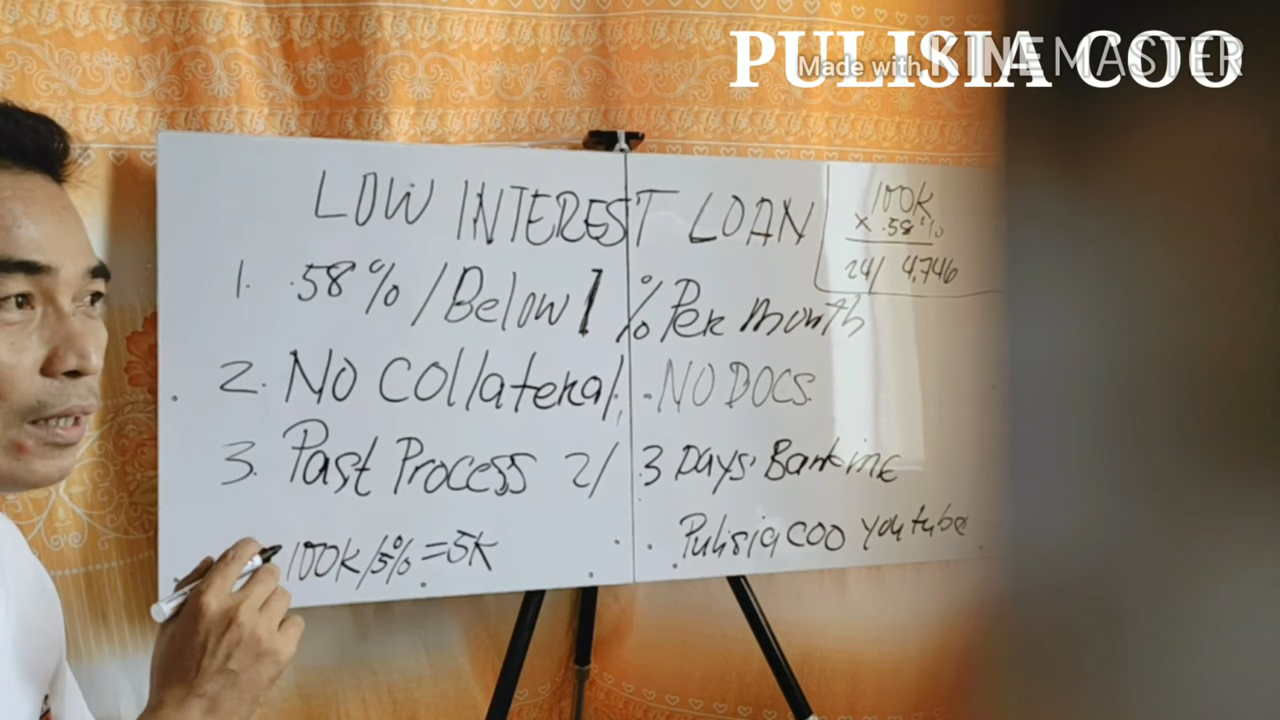 PULISIA COO
Made with KINEMASTER
LOW INTEREST LOAN
100K
x .58%
24/ 4.746
1. .58% / Below 1 % Per month
2. No Collateral, - NO DOCS
3. Past Process 2/ 3 Days. Banking
100K/5% = 5K
Pulisia COO youtube